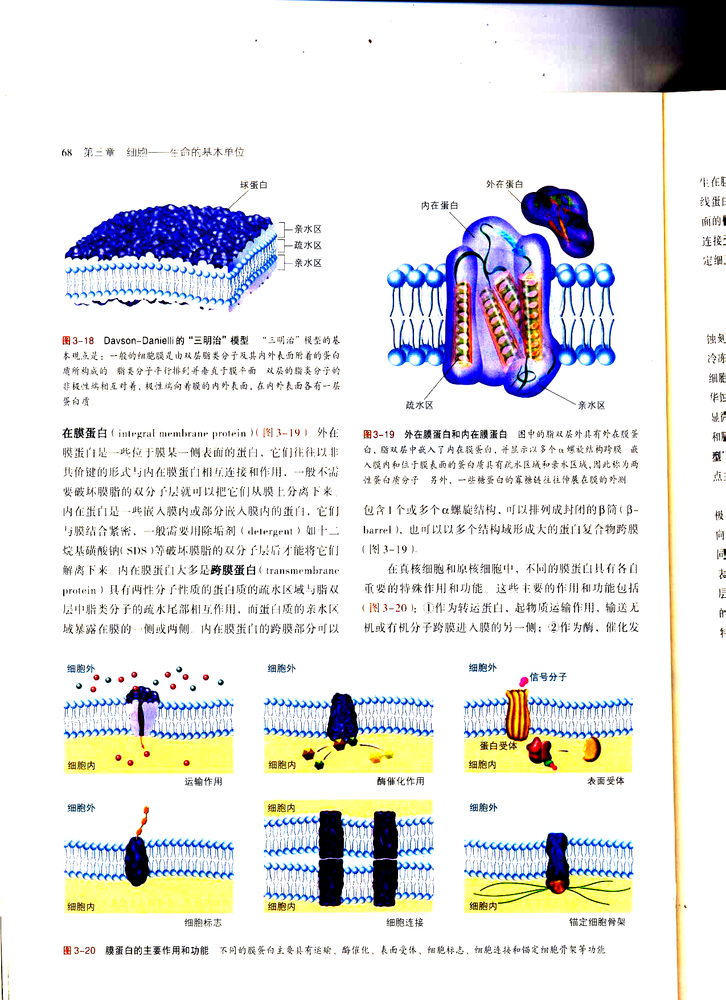 68 第三章 细胞——生命的基本单位
球蛋白
亲水区
疏水区
亲水区
图3-18 Davson-Danielli的“三明治”模型 “三明治”模型的基
本观点是：一般的细胞膜是由双层脂类分子及其内外表面附着的蛋白
质所构成的 脂类分子平行排列并垂直于膜平面 双层的脂类分子的
非极性端相互对着，极性端向着膜的内外表面，在内外表面各有一层
蛋白质
外在蛋白
内在蛋白
疏水区
亲水区
图3-19 外在膜蛋白和内在膜蛋白 图中的脂双层外具有外在膜蛋
白，脂双层中嵌入了内在膜蛋白，并显示以多个α螺旋结构跨膜 嵌
入膜内和位于膜表面的蛋白质具有疏水区域和亲水区域，因此称为两
性蛋白质分子 另外，一些糖蛋白的寡糖链往往伸展在膜的外测
在膜蛋白（integral membrane protein）（图3-19）。外在
膜蛋白是一些位于膜某一侧表面的蛋白，它们往往以非
共价键的形式与内在膜蛋白相互连接和作用，一般不需
要破坏膜脂的双分子层就可以把它们从膜上分离下来。
内在蛋白是一些嵌入膜内或部分嵌入膜内的蛋白，它们
与膜结合紧密，一般需要用除垢剂（detergent）如十二
烷基磺酸钠（SDS）等破坏膜脂的双分子层后才能将它们
解离下来。内在膜蛋白大多是跨膜蛋白（transmembrane
protein）具有两性分子性质的蛋白质的疏水区域与脂双
层中脂类分子的疏水尾部相互作用，而蛋白质的亲水区
域暴露在膜的一侧或两侧。内在膜蛋白的跨膜部分可以
包含1个或多个α螺旋结构，可以排列成封闭的β筒（β-
barrel），也可以以多个结构域形成大的蛋白复合物跨膜
（图3-19）。
在真核细胞和原核细胞中，不同的膜蛋白具有各自
重要的特殊作用和功能。这些主要的作用和功能包括
（图3-20）：①作为转运蛋白，起物质运输作用，输送无
机或有机分子跨膜进入膜的另一侧；②作为酶，催化发
细胞外
细胞内
运输作用
细胞外
细胞内
酶催化作用
细胞外
信号分子
蛋白受体
细胞内
表面受体
细胞外
细胞内
细胞标志
细胞内
细胞内
细胞连接
细胞外
细胞内
锚定细胞骨架
图3-20 膜蛋白的主要作用和功能 不同的膜蛋白主要具有运输、酶催化、表面受体、细胞标志、细胞连接和锚定细胞骨架等功能
生在
线蛋
面的
连接
定细
蚀刻
冷冻
细胞
显微
和
型
点
极
向
同
层
的
特